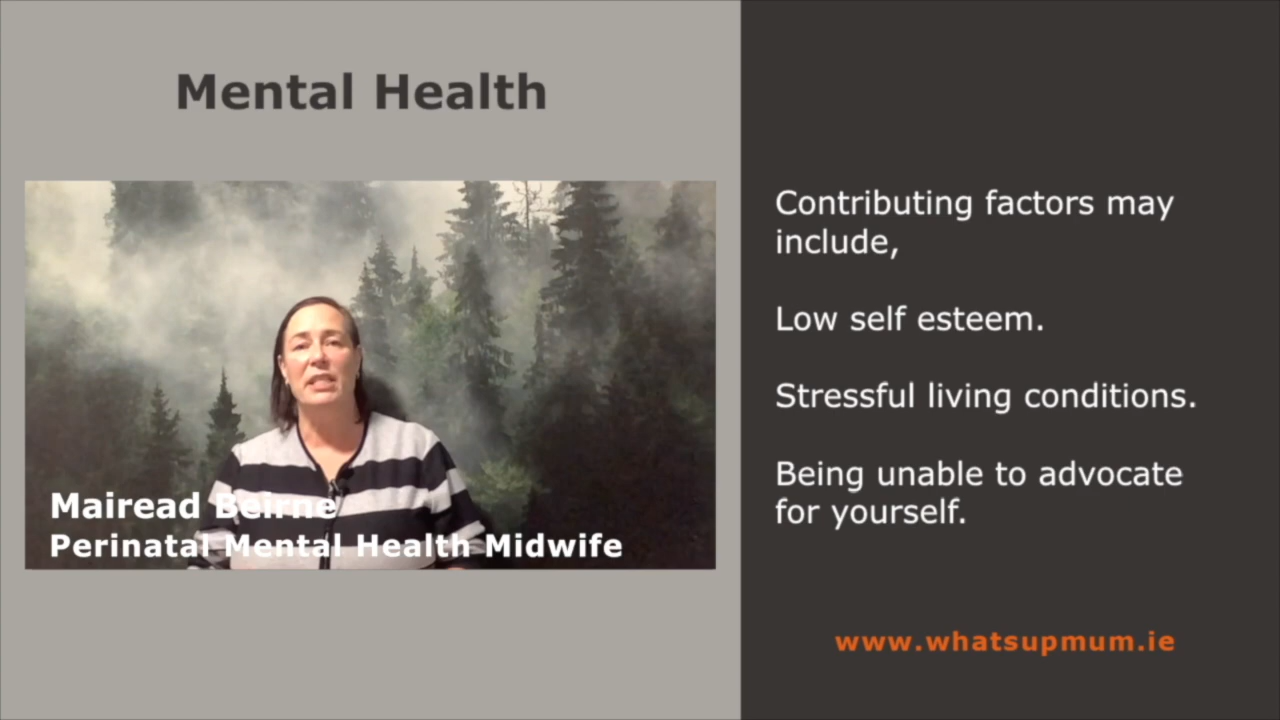 Mental Health
Mairead Beirne
Perinatal Mental Health Midwife
Contributing factors may
include,
Low self esteem.
Stressful living conditions.
Being unable to advocate
for yourself.
www.whatsupmum.ie